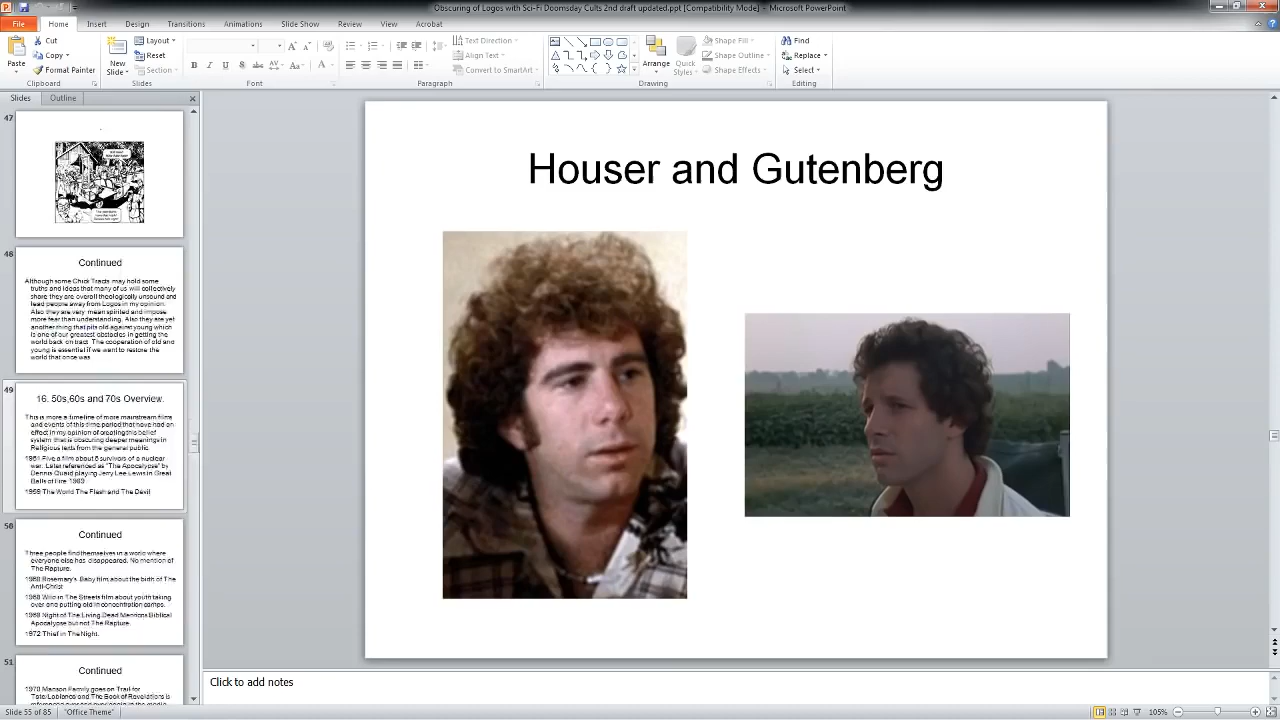 Obscuring of Logos with Sci-Fi Doomsday Cults 2nd draft updated.ppt [Compatibility Mode] - Microsoft PowerPoint
File Home Insert Design Transitions Animations Slide Show Review View Acrobat
Paste
Cut
Copy
Format Painter
Clipboard
New Slide
Layout
Reset
Section
Slides
Font
Paragraph
Text Direction
Align Text
Convert to SmartArt
Arrange
Quick Styles
Shape Fill
Shape Outline
Shape Effects
Drawing
Find
Replace
Select
Editing
Slides Outline
47
48
Continued
Although some Chick Tracts may hold some
truths and ideas that many of us will collectively
share they are overall theologically unsound and
lead people away from Logos in my opinion.
Also they are very mean spirited and impose
more fear than understanding. Also they are yet
another thing that pits old against young which
is one of our greatest obstacles in getting the
world back on tract. The cooperation of old and
young is essential if we want to restore the
world that once was
49
16. 50s,60s and 70s Overview.
This is more a timeline of more mainstream films
and events of this time period that have had an
effect in my opinion of creating this belief
system that is obscuring deeper meanings in
Religious texts from the general public.
1951 Five a film about 5 survivors of a nuclear
war. Later referenced as "The Apocalypse" by
Dennis Quaid playing Jerry Lee Lewis in Great
Balls of Fire 1989.
1959 The World The Flesh and The Devil
50
Continued
Three people find themselves in a world where
everyone else has disappeared. No mention of
The Rapture.
1968 Rosemary's Baby film about the birth of The
Anti-Christ
1968 Wild in The Streets film about youth taking
over and putting old in concentration camps.
1968 Night of The Living Dead Mentions Biblical
Apocalypse but not The Rapture.
1972 Thief in The Night.
51
Continued
1970 Manson Family goes on Trail for
Houser and Gutenberg
Click to add notes
Slide 55 of 85 "Office Theme" 105%